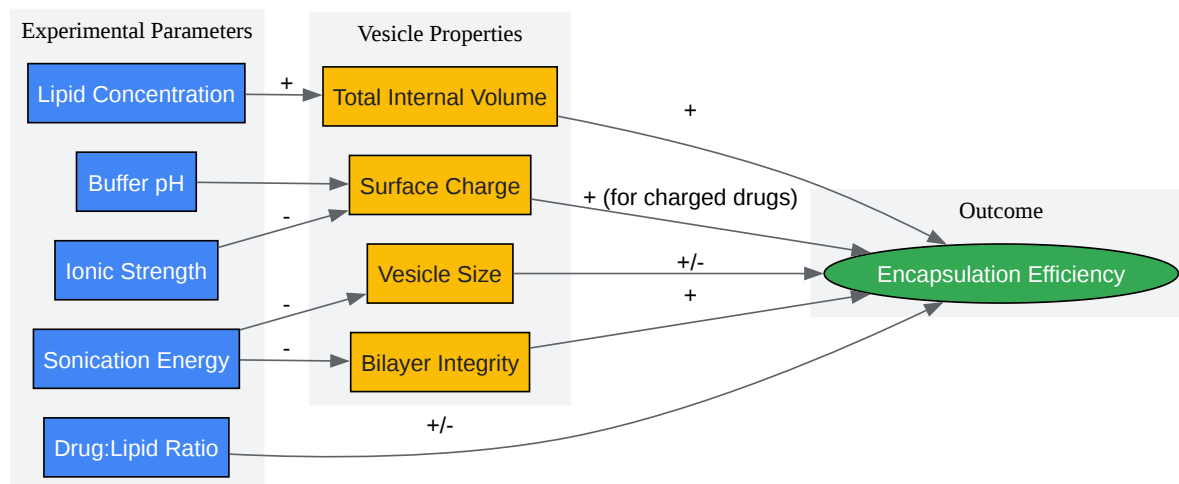 Experimental Parameters
Vesicle Properties
Lipid Concentration
+
Total Internal Volume
+
Buffer pH
Surface Charge
+ (for charged drugs)
Outcome
-
Ionic Strength
Vesicle Size
+/-
Encapsulation Efficiency
-
+
Sonication Energy
-
Bilayer Integrity
+/-
Drug:Lipid Ratio